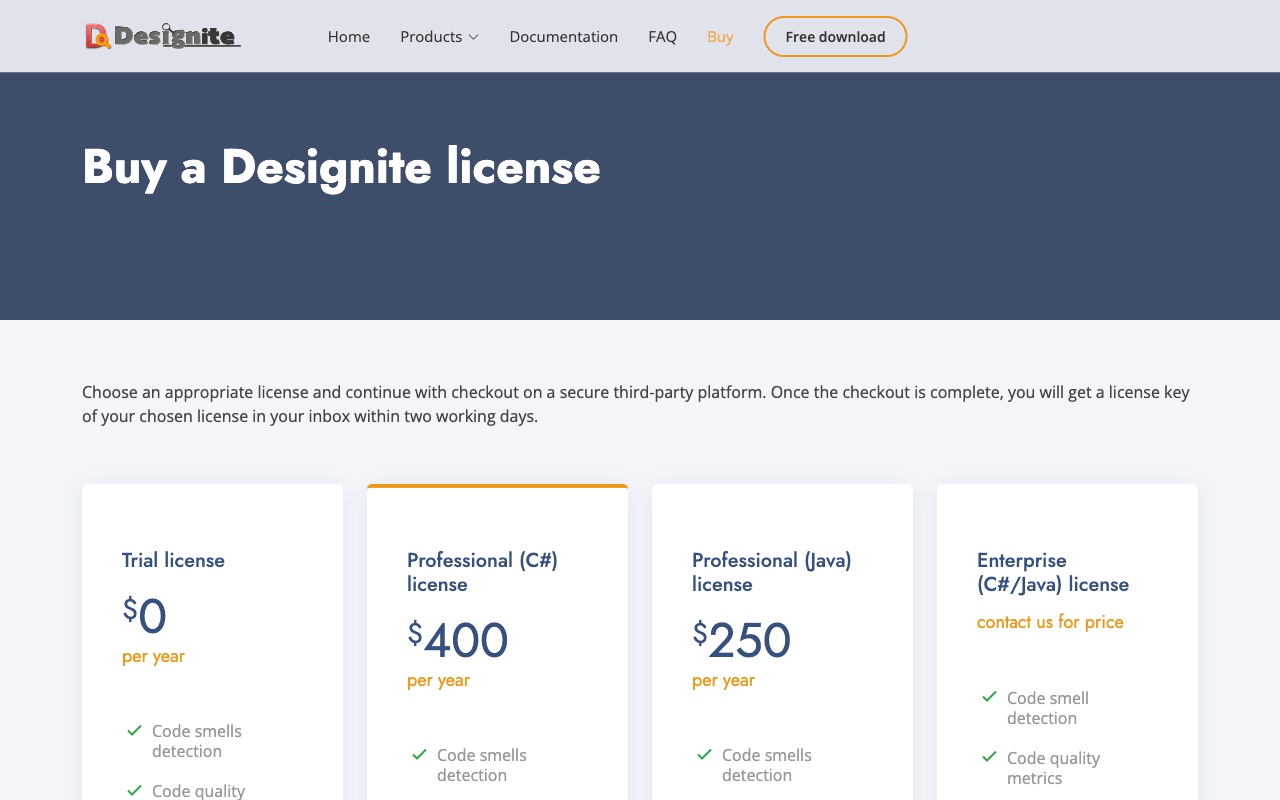 Designite
Home
Products
Documentation
FAQ
Buy
Free download
Buy a Designite license
Choose an appropriate license and continue with checkout on a secure third-party platform. Once the checkout is complete, you will get a license key
of your chosen license in your inbox within two working days.
Trial license
$0
per year
Code smells
detection
Code quality
Professional (C#)
license
$400
per year
Code smells
detection
Professional (Java)
license
$250
per year
Code smells
detection
Enterprise
(C#/Java) license
contact us for price
Code smell
detection
Code quality
metrics